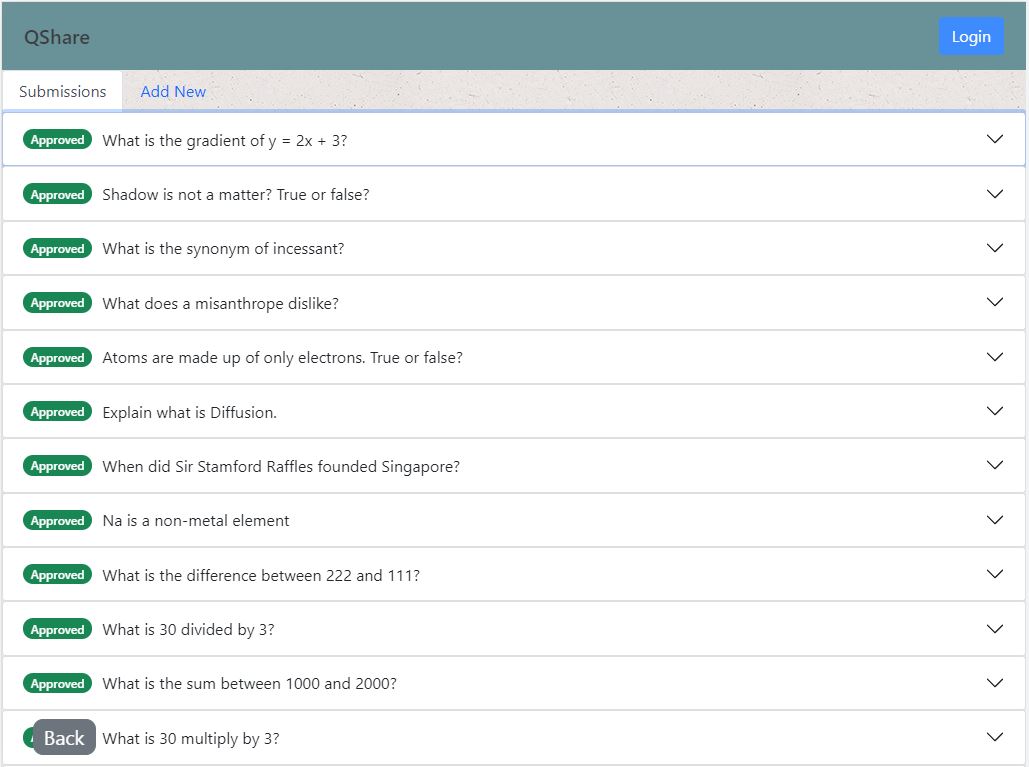 QShare
Login
Submissions
Add New
Approved What is the gradient of y = 2x + 3?
Approved Shadow is not a matter? True or false?
Approved What is the synonym of incessant?
Approved What does a misanthrope dislike?
Approved Atoms are made up of only electrons. True or false?
Approved Explain what is Diffusion.
Approved When did Sir Stamford Raffles founded Singapore?
Approved Na is a non-metal element
Approved What is the difference between 222 and 111?
Approved What is 30 divided by 3?
Approved What is the sum between 1000 and 2000?
Back What is 30 multiply by 3?